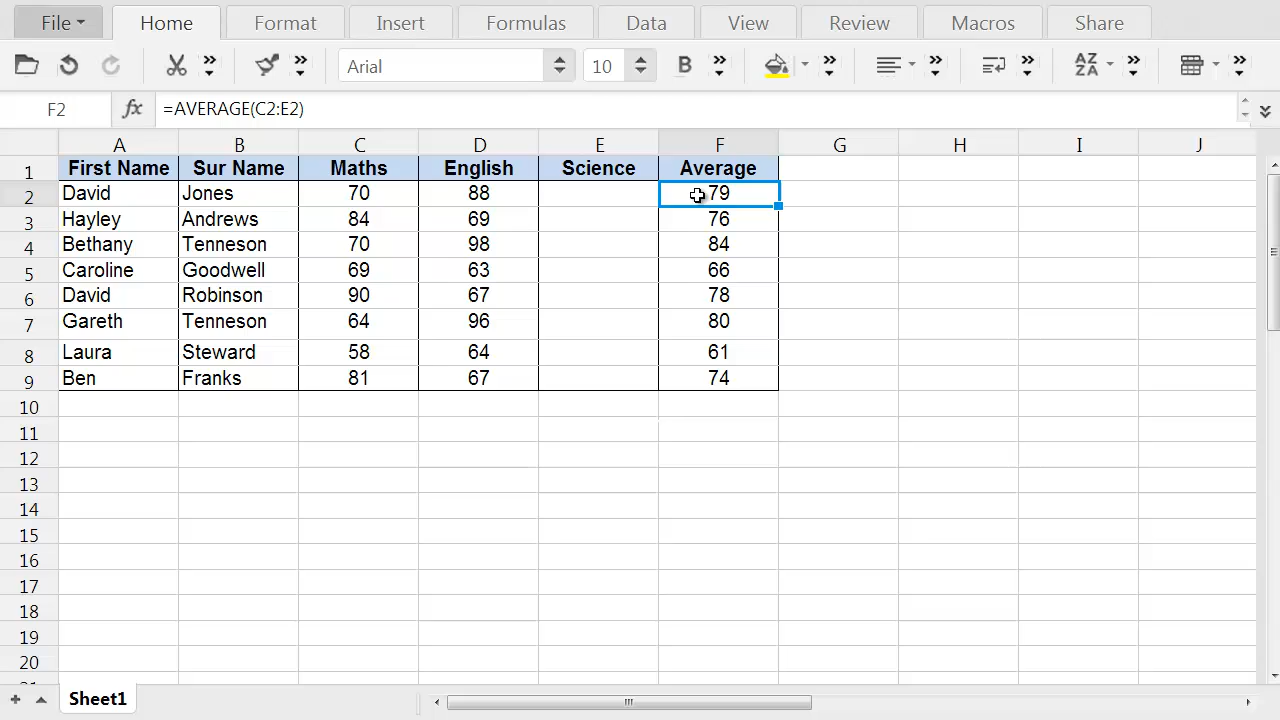 File Home Format Insert Formulas Data View Review Macros Share
Arial 10 B AZ ZA
F2 fx =AVERAGE(C2:E2)
A B C D E F G H I J
1 First Name Sur Name Maths English Science Average
2 David Jones 70 88 79
3 Hayley Andrews 84 69 76
4 Bethany Tenneson 70 98 84
5 Caroline Goodwell 69 63 66
6 David Robinson 90 67 78
7 Gareth Tenneson 64 96 80
8 Laura Steward 58 64 61
9 Ben Franks 81 67 74
10
11
12
13
14
15
16
17
18
19
20
Sheet1